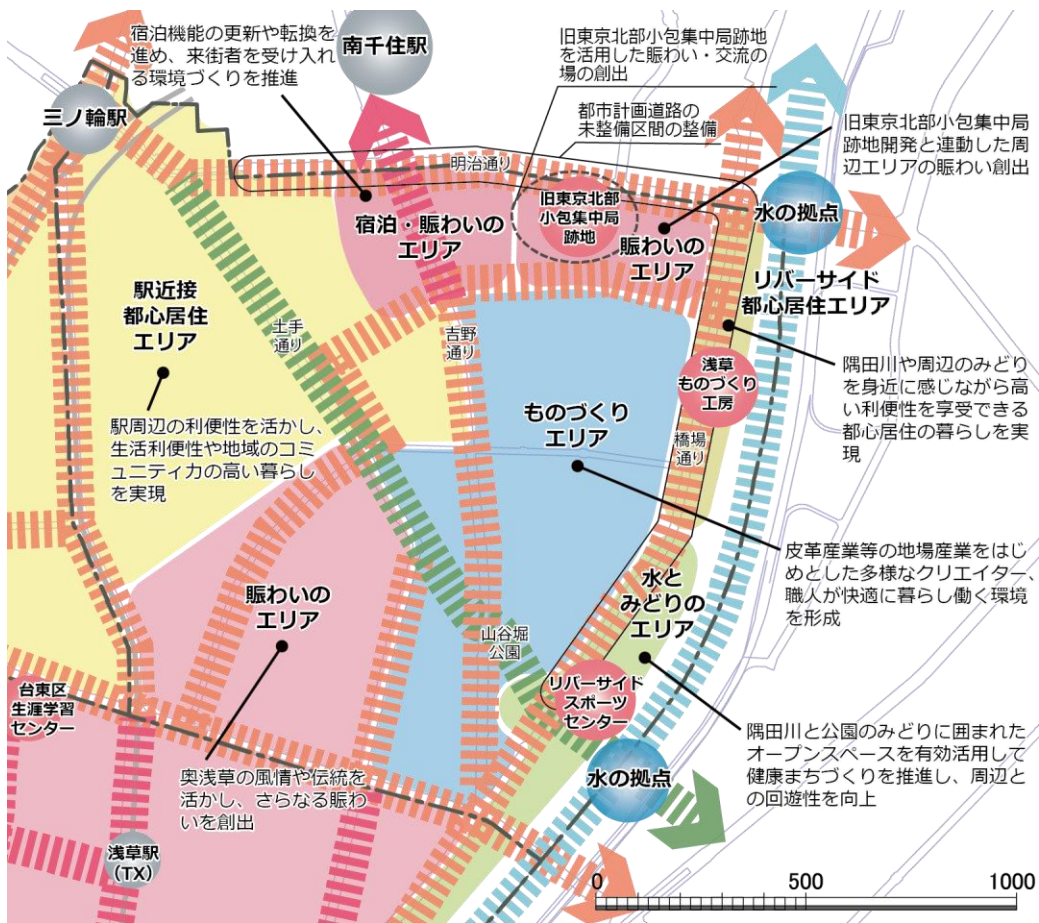 宿泊機能の更新や転換を
進め、来街者を受け入れ
る環境づくりを推進
南千住駅
旧東京北部小包集中局跡地
を活用した賑わい・交流の
場の創出
都市計画道路の
未整備区間の整備
旧東京北部小包集中局
跡地開発と連動した周
辺エリアの賑わい創出
三ノ輪駅
明治通り
宿泊・賑わいの
エリア
旧東京北部
小包集中局
跡地
賑わいの
エリア
水の拠点
リバーサイド
都心居住エリア
駅近接
都心居住
エリア
土手
通り
吉野
通り
浅草
ものづくり
工房
隅田川や周辺のみどり
を身近に感じながら高
い利便性を享受できる
都心居住の暮らしを実
現
駅周辺の利便性を活かし、
生活利便性や地域のコミ
ュニティ力の高い暮らし
を実現
ものづくり
エリア
橋場
通り
皮革産業等の地場産業をはじ
めとした多様なクリエイター、
職人が快適に暮らし働く環境
を形成
賑わいの
エリア
水と
みどりの
エリア
山谷堀
公園
台東区
生涯学習
センター
リバーサイド
スポーツ
センター
隅田川と公園のみどりに囲まれた
オープンスペースを有効活用して
健康まちづくりを推進し、周辺と
の回遊性を向上
奥浅草の風情や伝統を
活かし、さらなる賑わ
いを創出
水の拠点
浅草駅
(TX)
0 500 1000